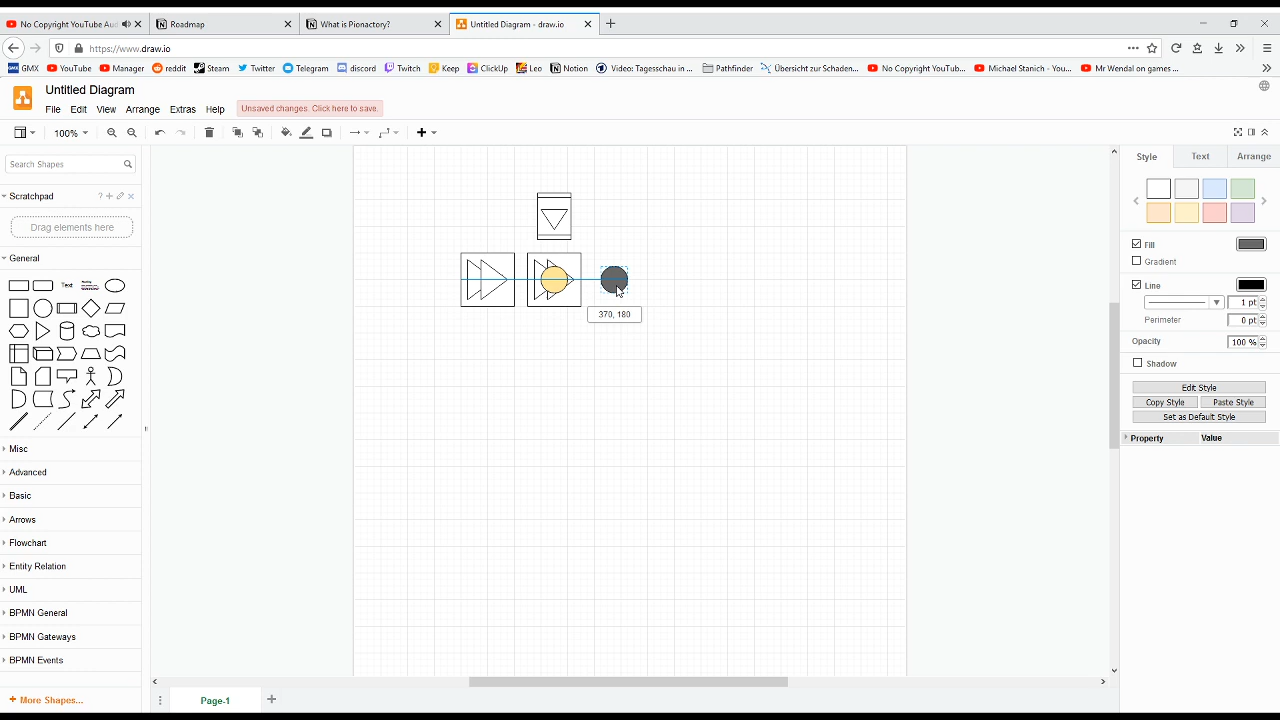 No Copyright YouTube Aud
Roadmap
What is Pionactory?
Untitled Diagram - draw.io
https://www.draw.io
GMX
YouTube
Manager
reddit
Steam
Twitter
Telegram
discord
Twitch
Keep
ClickUp
Notion
Video: Tagesschau in ...
Pathfinder
Übersicht zur Schaden...
No Copyright YouTub...
Michael Stanich - You...
Mr Wendal on games...
Untitled Diagram
File Edit View Arrange Extras Help
Unsaved changes. Click here to save.
100%
Search Shapes
Scratchpad
?
Drag elements here
General
Text
Misc
Advanced
Basic
Arrows
Flowchart
Entity Relation
UML
BPMN General
BPMN Gateways
BPMN Events
+ More Shapes...
370, 180
Page-1
Style Text Arrange
Fill
Gradient
Line
1 pt
Perimeter 0 pt
Opacity 100 %
Shadow
Edit Style
Copy Style Paste Style
Set as Default Style
Property Value